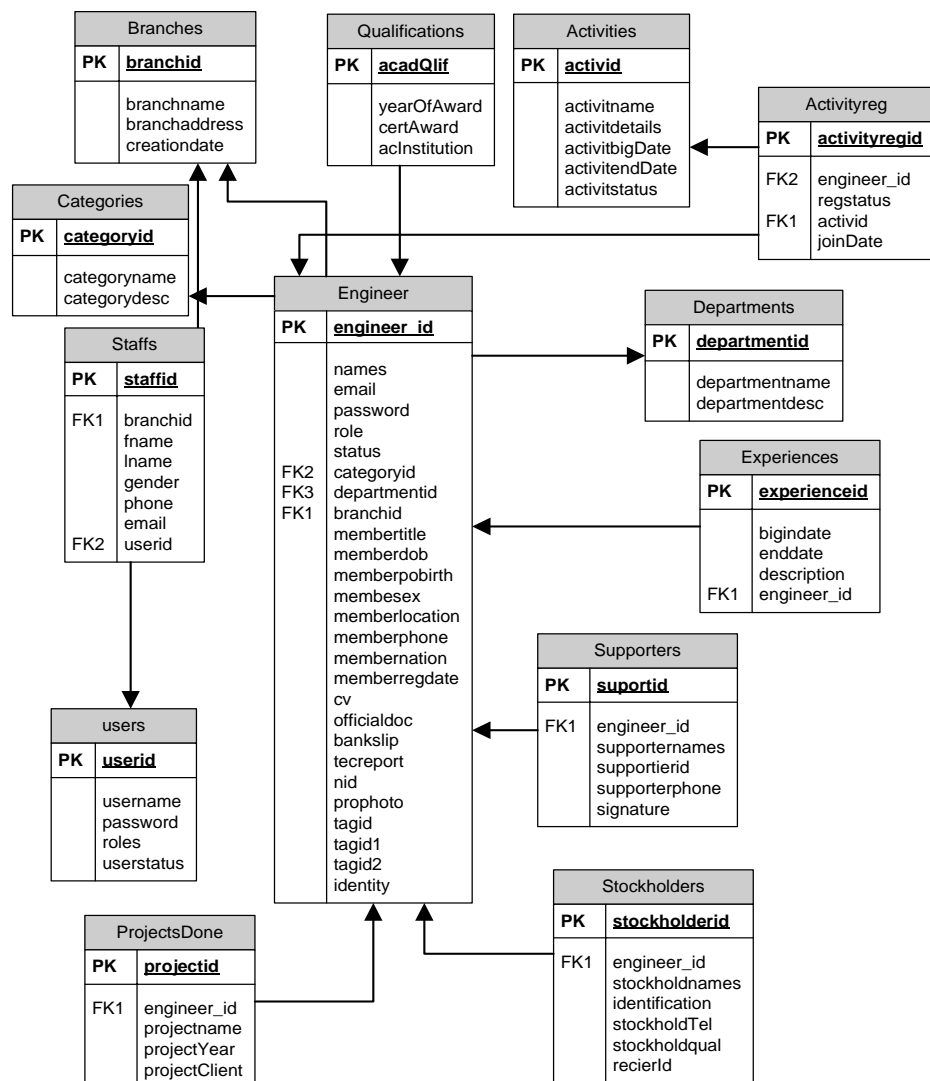 Branches
PK branchid
branchname
branchaddress
creationdate
Qualifications
PK acadQlif
yearOfAward
certAward
acInstitution
Activities
PK activid
activitname
activitdetails
activitbigDate
activitendDate
activitstatus
Activityreg
PK activityregid
FK2 engineer_id
regstatus
FK1 activid
joinDate
Categories
PK categoryid
categoryname
categorydesc
Engineer
PK engineer_id
names
email
password
role
status
FK2 categoryid
FK3 departmentid
FK1 branchid
membertitle
memberdob
memberpobirth
membesex
memberlocation
memberphone
membernation
memberregdate
cv
officialdoc
bankslip
tecreport
nid
prophoto
tagid
tagid1
tagid2
identity
Departments
PK departmentid
departmentname
departmentdesc
Staffs
PK staffid
FK1 branchid
fname
lname
gender
phone
email
FK2 userid
Experiences
PK experienceid
bigindate
enddate
description
FK1 engineer_id
Supporters
PK suportid
FK1 engineer_id
supporternames
supportierid
supporterphone
signature
users
PK userid
username
password
roles
userstatus
Stockholders
PK stockholderid
FK1 engineer_id
stockholdnames
identification
stockholdTel
stockholdqual
recierId
ProjectsDone
PK projectid
FK1 engineer_id
projectname
projectYear
projectClient